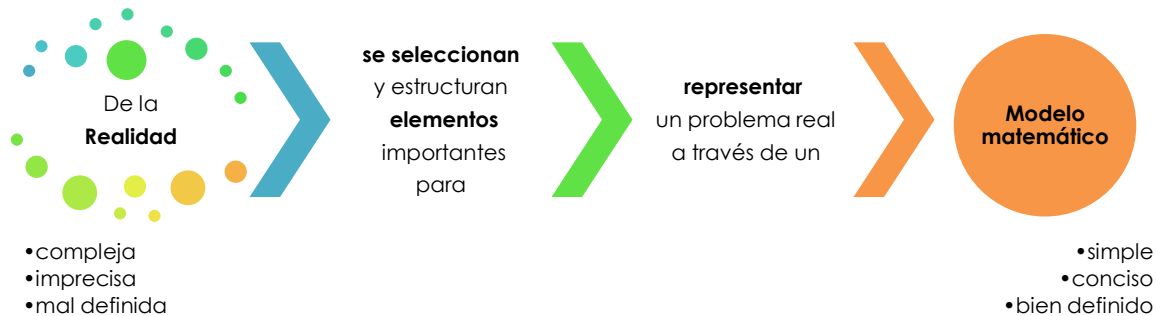 De la
Realidad
se seleccionan
y estructuran
elementos
importantes
para
representar
un problema real
a través de un
Modelo
matemático
•compleja
•imprecisa
•mal definida
•simple
•conciso
•bien definido